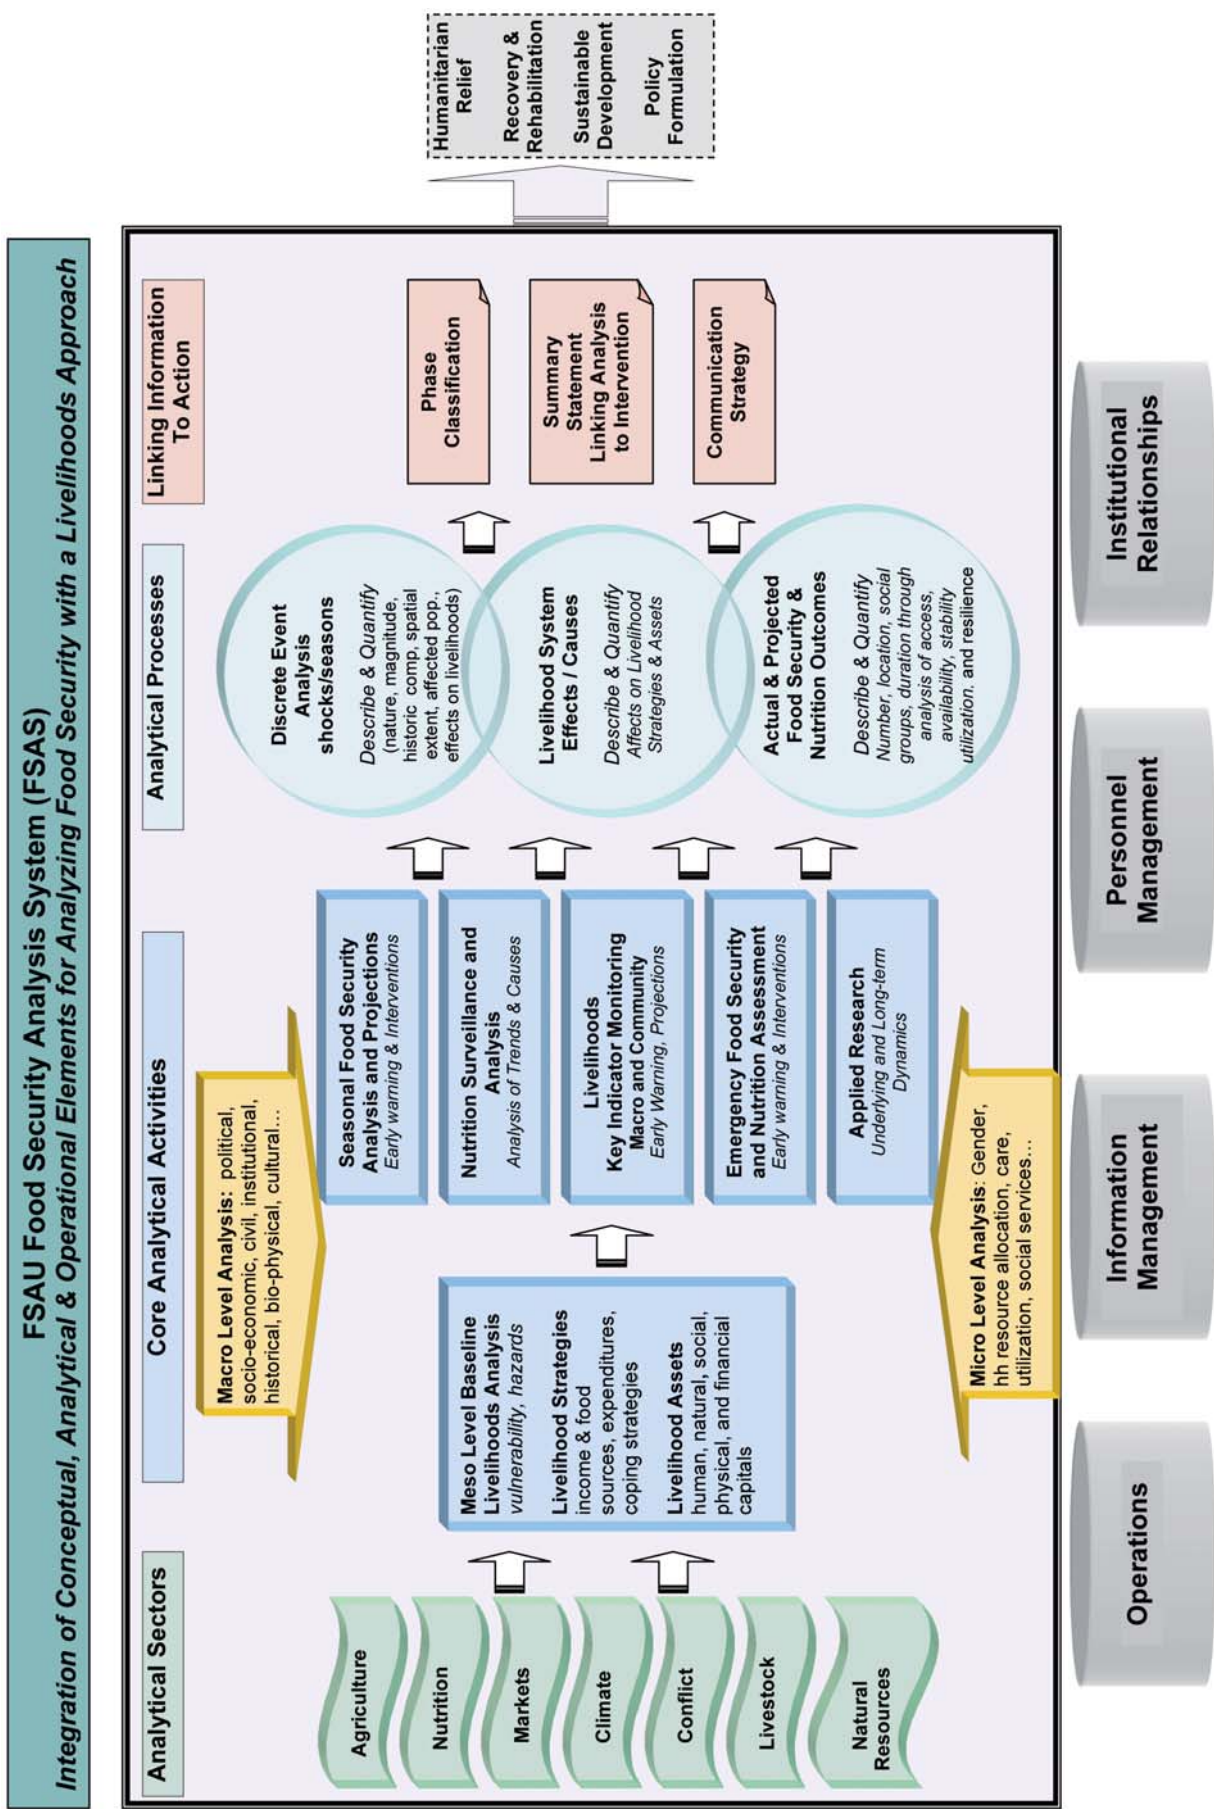 FSAU Food Security Analysis System (FSAS)
Integration of Conceptual, Analytical & Operational Elements for Analyzing Food Security with a Livelihoods Approach
Analytical Sectors
Agriculture
Nutrition
Markets
Climate
Conflict
Livestock
Natural
Resources
Core Analytical Activities
Macro Level Analysis: political,
socio-economic, civil, institutional,
historical, bio-physical, cultural…
Meso Level Baseline
Livelihoods Analysis
vulnerability, hazards
Livelihood Strategies
income & food
sources, expenditures,
coping strategies
Livelihood Assets
human, natural, social,
physical, and financial
capitals
Micro Level Analysis: Gender,
hh resource allocation, care,
utilization, social services…
Seasonal Food Security
Analysis and Projections
Early warning & Interventions
Nutrition Surveillance and
Analysis
Analysis of Trends & Causes
Livelihoods
Key Indicator Monitoring
Macro and Community
Early Warning, Projections
Emergency Food Security
and Nutrition Assessment
Early warning & Interventions
Applied Research
Underlying and Long-term
Dynamics
Analytical Processes
Discrete Event
Analysis
shocks/seasons
Describe & Quantify
(nature, magnitude,
historic comp, spatial
extent, affected pop.,
effects on livelihoods)
Livelihood System
Effects / Causes
Describe & Quantify
Affects on Livelihood
Strategies & Assets
Actual & Projected
Food Security &
Nutrition Outcomes
Describe & Quantify
Number, location, social
groups, duration through
analysis of access,
availability, stability
utilization, and resilience
Linking Information
To Action
Phase
Classification
Summary
Statement
Linking Analysis
to Intervention
Communication
Strategy
Humanitarian
Relief
Recovery &
Rehabilitation
Sustainable
Development
Policy
Formulation
Operations
Information
Management
Personnel
Management
Institutional
Relationships